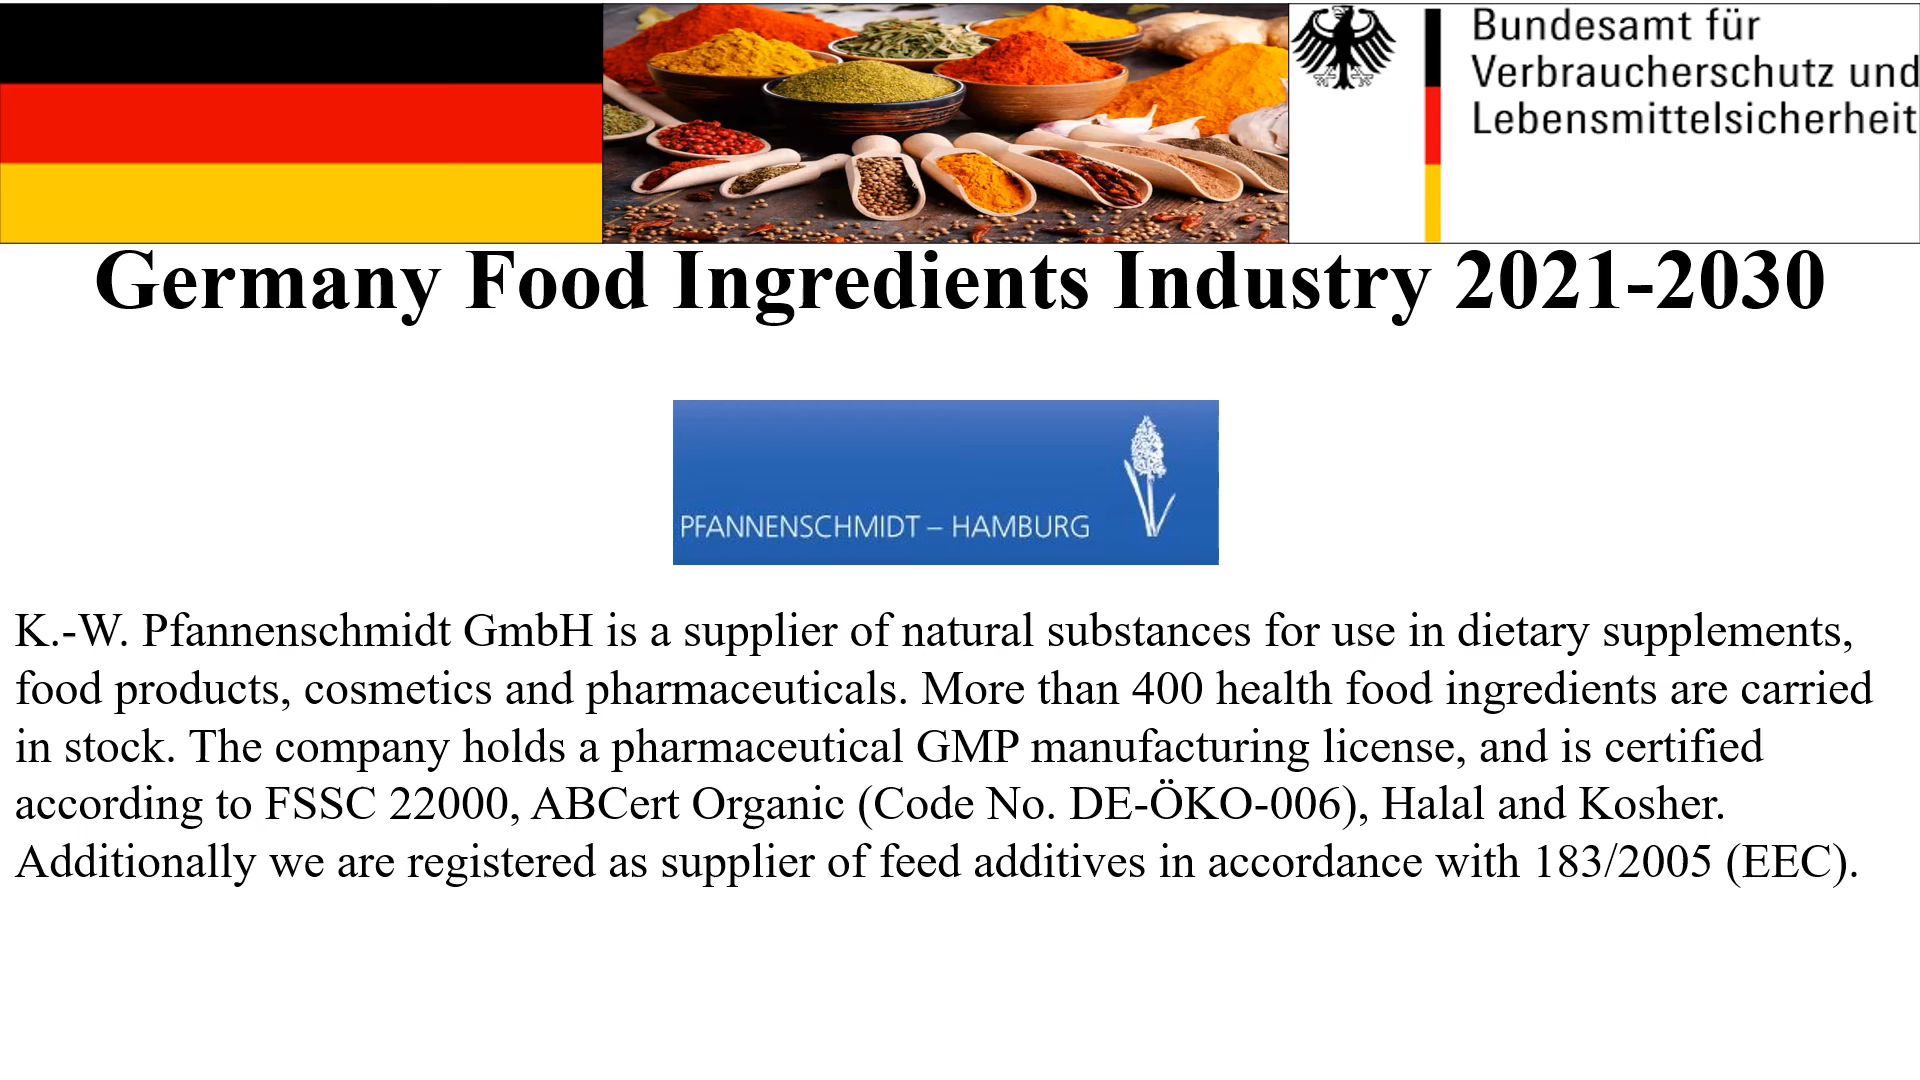 Bundesamt für
Verbraucherschutz und
Lebensmittelsicherheit
Germany Food Ingredients Industry 2021-2030
PFANNENSCHMIDT – HAMBURG
K.-W. Pfannenschmidt GmbH is a supplier of natural substances for use in dietary supplements,
food products, cosmetics and pharmaceuticals. More than 400 health food ingredients are carried
in stock. The company holds a pharmaceutical GMP manufacturing license, and is certified
according to FSSC 22000, ABCert Organic (Code No. DE-ÖKO-006), Halal and Kosher.
Additionally we are registered as supplier of feed additives in accordance with 183/2005 (EEC).